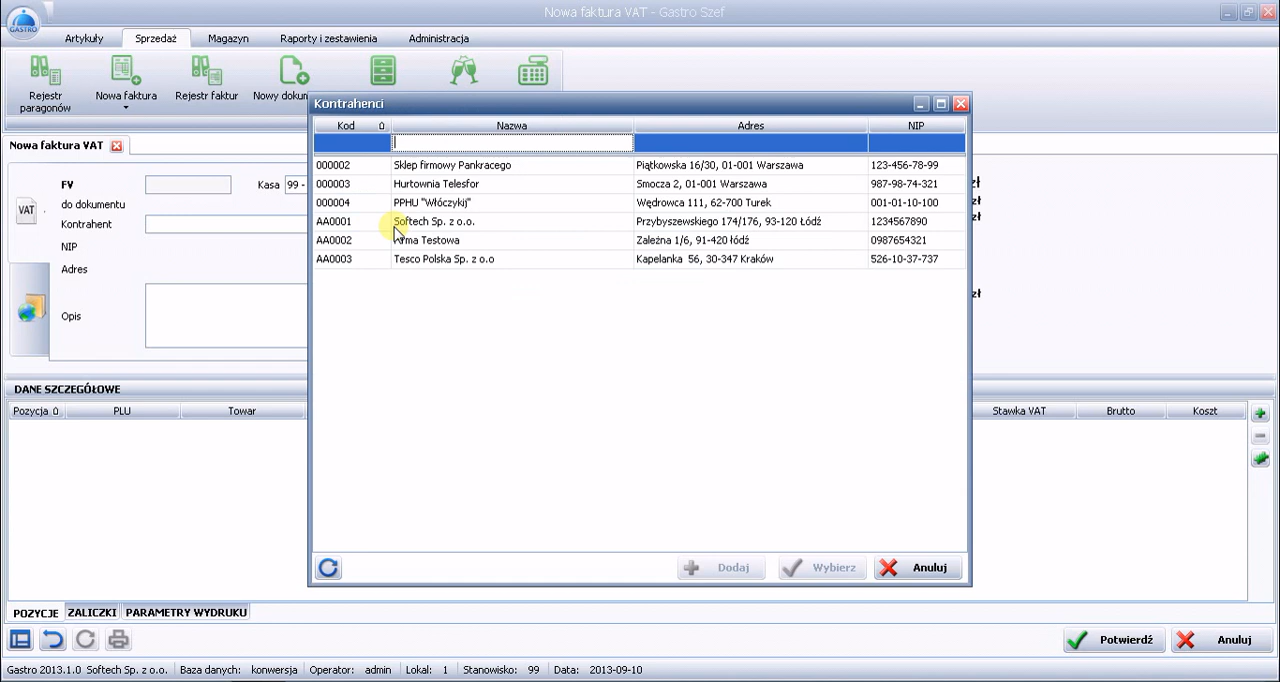 Nowa faktura VAT - Gastro Szef
GASTRO
Artykuły Sprzedaż Magazyn Raporty i zestawienia Administracja
Rejestr paragonów Nowa faktura Rejestr faktur Nowy dokum
Kontrahenci
Kod Nazwa Adres NIP
000002 Sklep firmowy Pankracego Piątkowska 16/30, 01-001 Warszawa 123-456-78-99
000003 Hurtownia Telesfor Smocza 2, 01-001 Warszawa 987-98-74-321
000004 PPHU "Włóczykij" Wędrowca 111, 62-700 Turek 001-01-10-100
AA0001 Softech Sp. z o.o. Przybyszewskiego 174/176, 93-120 Łódź 1234567890
AA0002 Testowa Zależna 1/6, 91-420 łódź 0987654321
AA0003 Tesco Polska Sp. z o.o Kapelanka 56, 30-347 Kraków 526-10-37-737
Dodaj Wybierz Anuluj
Nowa faktura VAT
VAT
FV Kasa 99 -
do dokumentu
Kontrahent
NIP
Adres
Opis
zł
zł
zł
zł
DANE SZCZEGÓŁOWE
Pozycja PLU Towar Stawka VAT Brutto Koszt
POZYCJE ZALICZKI PARAMETRY WYDRUKU
Potwierdź Anuluj
Gastro 2013.1.0 Softech Sp. z o.o. Baza danych: konwersja Operator: admin Lokal: 1 Stanowisko: 99 Data: 2013-09-10